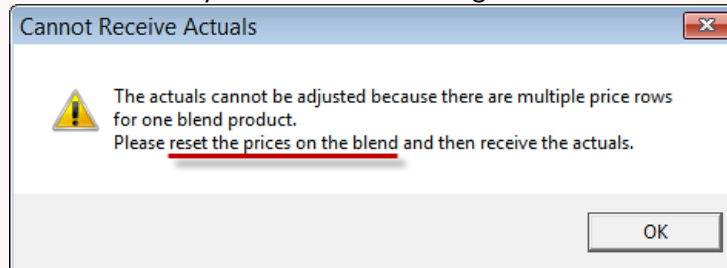 Cannot Receive Actuals
The actuals cannot be adjusted because there are multiple price rows
for one blend product.
Please reset the prices on the blend and then receive the actuals.
OK